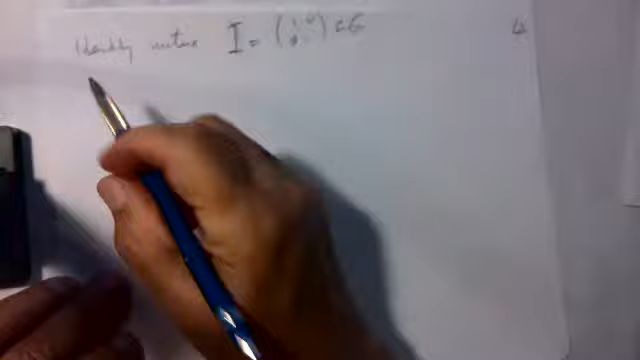 Identity matrix I = (1 0 0 1) ∈ G